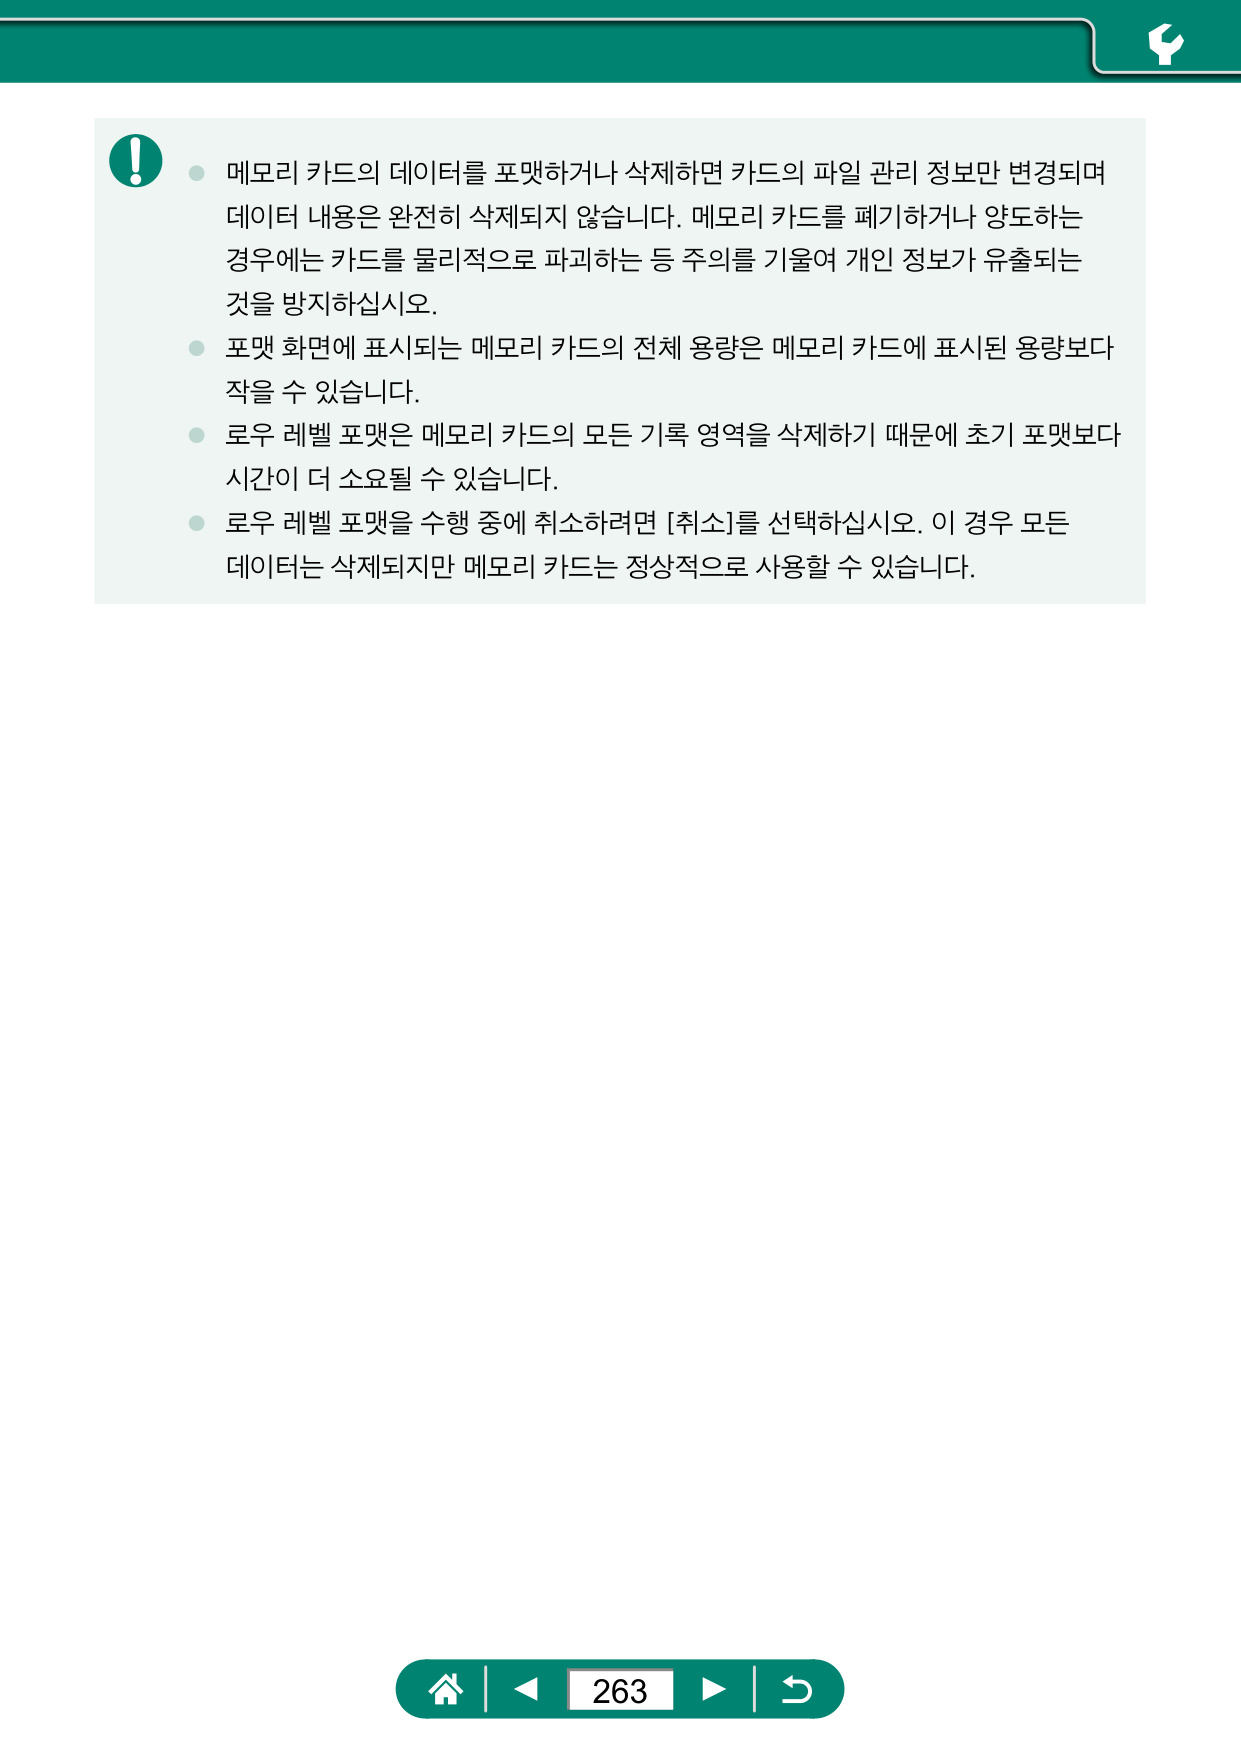 메모리 카드의 데이터를 포맷하거나 삭제하면 카드의 파일 관리 정보만 변경되며
데이터 내용은 완전히 삭제되지 않습니다. 메모리 카드를 폐기하거나 양도하는
경우에는 카드를 물리적으로 파괴하는 등 주의를 기울여 개인 정보가 유출되는
것을 방지하십시오.
포맷 화면에 표시되는 메모리 카드의 전체 용량은 메모리 카드에 표시된 용량보다
작을 수 있습니다.
로우 레벨 포맷은 메모리 카드의 모든 기록 영역을 삭제하기 때문에 초기 포맷보다
시간이 더 소요될 수 있습니다.
로우 레벨 포맷을 수행 중에 취소하려면 [취소]를 선택하십시오. 이 경우 모든
데이터는 삭제되지만 메모리 카드는 정상적으로 사용할 수 있습니다.
263